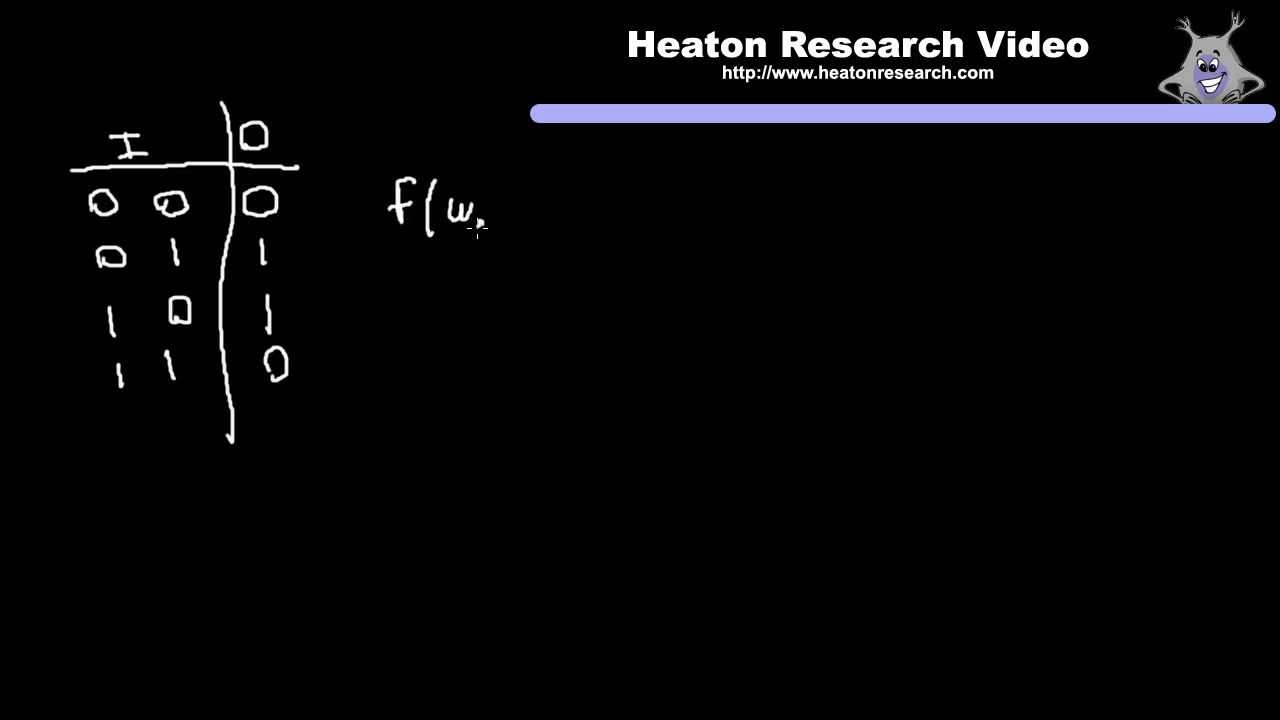 Heaton Research Video
http://www.heatonresearch.com
I O
0 0 0
0 1 1
1 0 1
1 1 0
f(w